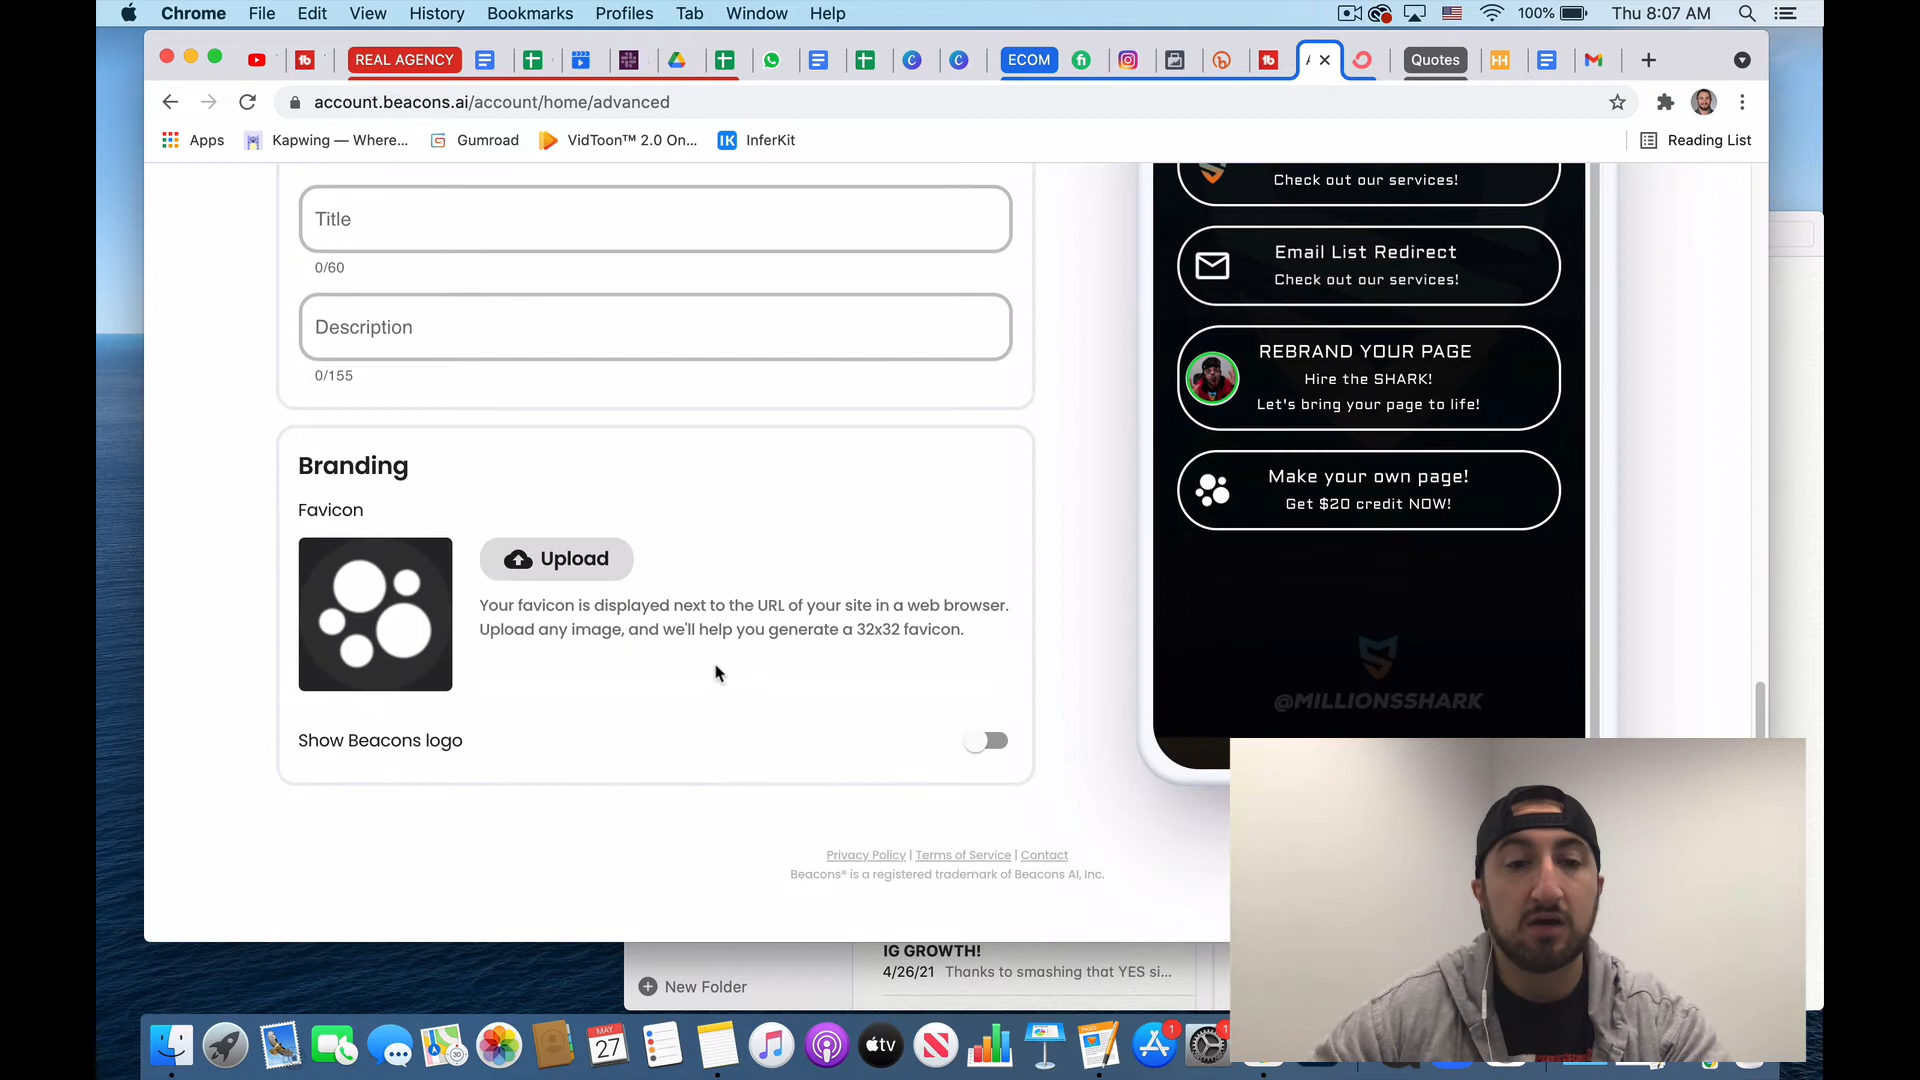 Chrome File Edit View History Bookmarks Profiles Tab Window Help 100% Thu 8:07 AM
REAL AGENCY ECOM Quotes
account.beacons.ai/account/home/advanced
Apps Kapwing — Where... Gumroad VidToon™ 2.0 On... InferKit Reading List
Title
0/60
Description
0/155
Branding
Favicon
Upload
Your favicon is displayed next to the URL of your site in a web browser.
Upload any image, and we'll help you generate a 32x32 favicon.
Show Beacons logo
Privacy Policy | Terms of Service | Contact
Beacons® is a registered trademark of Beacons AI, Inc.
Check out our services!
Email List Redirect
Check out our services!
REBRAND YOUR PAGE
Hire the SHARK!
Let's bring your page to life!
Make your own page!
Get $20 credit NOW!
@MILLIONSSHARK
IG GROWTH!
4/26/21 Thanks to smashing that YES si...
New Folder
MAY
27
tv
PAGES
1
1
3D